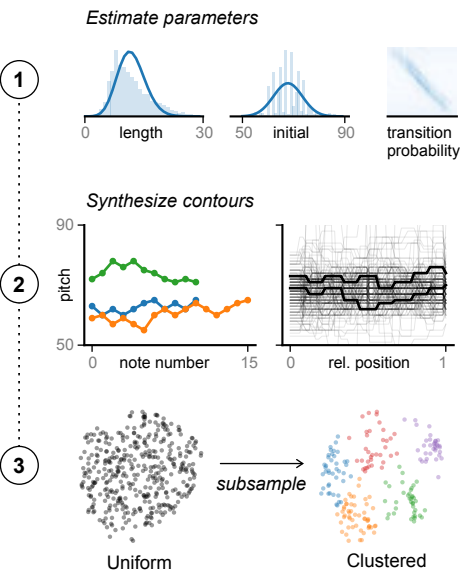 Estimate parameters
1
0
30
length
50
90
initial
transition
probability
Synthesize contours
2
90
pitch
50
0
15
note number
0
1
rel. position
3
subsample
Uniform
Clustered